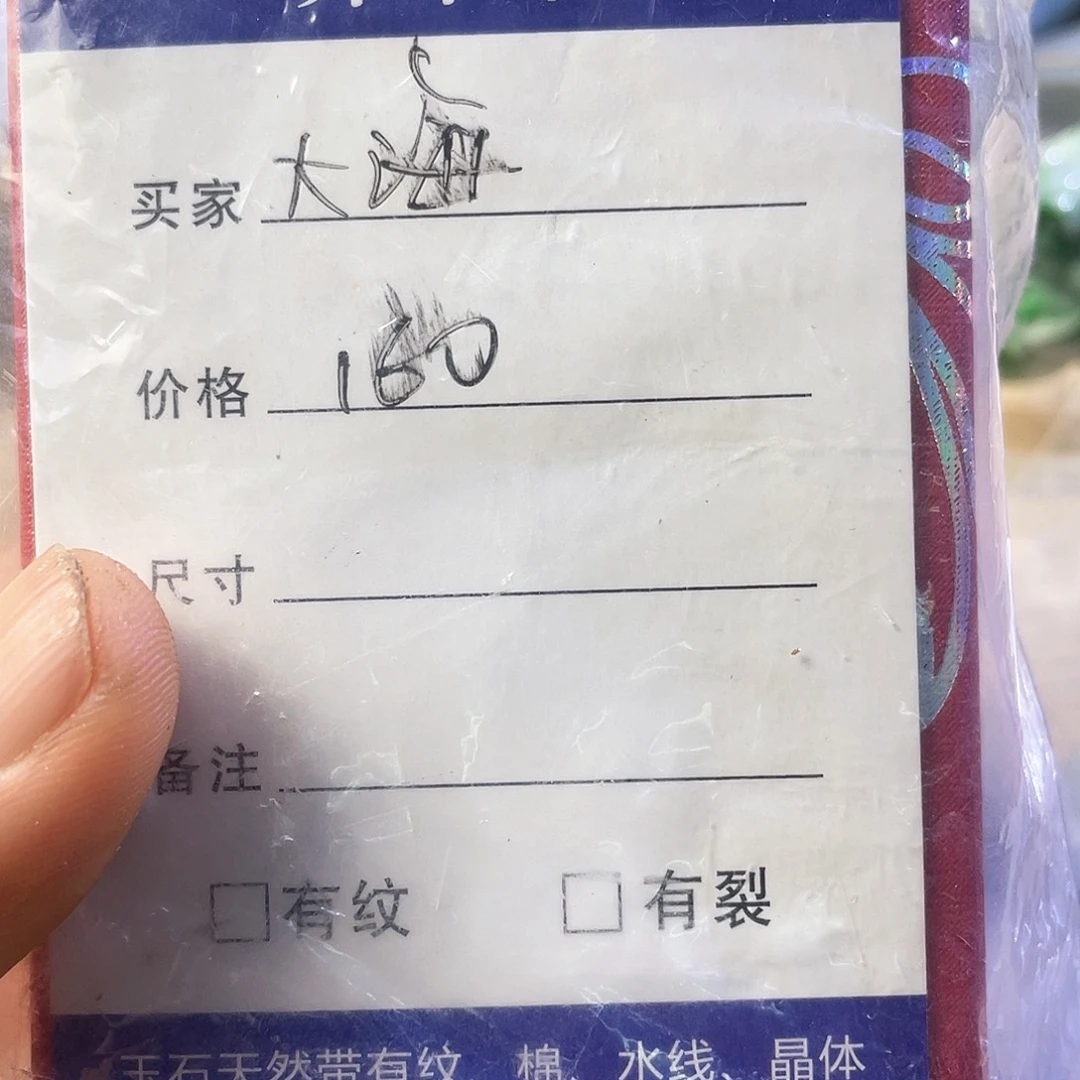 买家 大海
价格 160
尺寸
备注
□有纹 □有裂
玉石天然带有纹 棉、水线、晶体